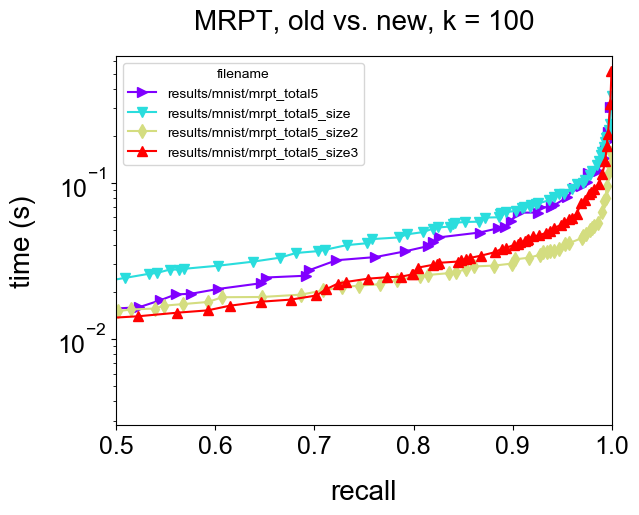 MRPT, old vs. new, k = 100
filename
results/mnist/mrpt_total5
results/mnist/mrpt_total5_size
results/mnist/mrpt_total5_size2
results/mnist/mrpt_total5_size3
time (s)
10⁻¹
10⁻²
0.5 0.6 0.7 0.8 0.9 1.0
recall